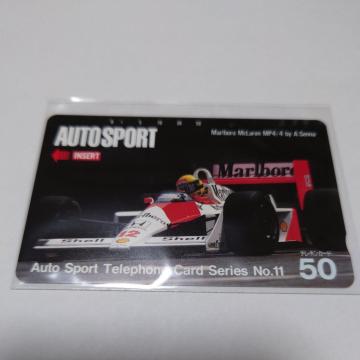 AUTOSPORT
Marlboro McLaren MP4/4 by A.Senna
INSERT
Marlboro
Marlboro
12
Shell
Shell
Auto Sport Telephone Card Series No.11
テレホンカード
50